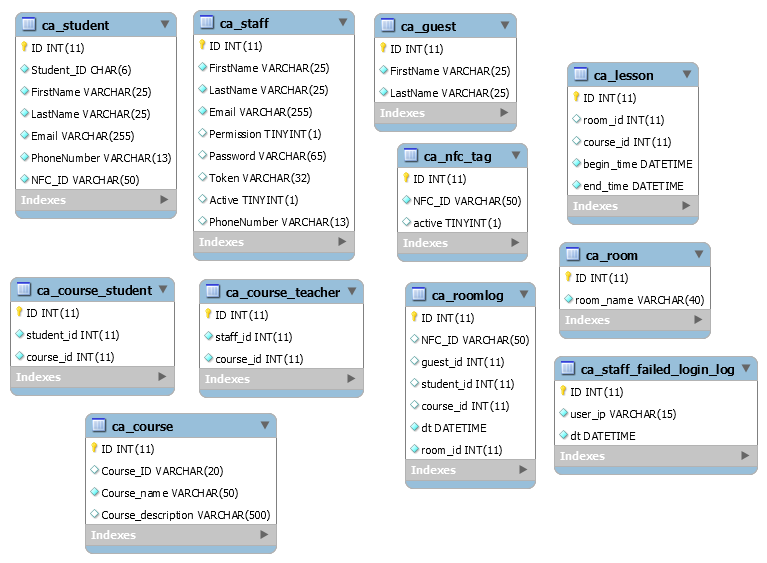 ca_student
ID INT(11)
Student_ID CHAR(6)
FirstName VARCHAR(25)
LastName VARCHAR(25)
Email VARCHAR(255)
PhoneNumber VARCHAR(13)
NFC_ID VARCHAR(50)
Indexes
ca_staff
ID INT(11)
FirstName VARCHAR(25)
LastName VARCHAR(25)
Email VARCHAR(255)
Permission TINYINT(1)
Password VARCHAR(65)
Token VARCHAR(32)
Active TINYINT(1)
PhoneNumber VARCHAR(13)
Indexes
ca_guest
ID INT(11)
FirstName VARCHAR(25)
LastName VARCHAR(25)
Indexes
ca_lesson
ID INT(11)
room_id INT(11)
course_id INT(11)
begin_time DATETIME
end_time DATETIME
Indexes
ca_nfc_tag
ID INT(11)
NFC_ID VARCHAR(50)
active TINYINT(1)
Indexes
ca_room
ID INT(11)
room_name VARCHAR(40)
Indexes
ca_course_student
ID INT(11)
student_id INT(11)
course_id INT(11)
Indexes
ca_course_teacher
ID INT(11)
staff_id INT(11)
course_id INT(11)
Indexes
ca_roomlog
ID INT(11)
NFC_ID VARCHAR(50)
guest_id INT(11)
student_id INT(11)
course_id INT(11)
dt DATETIME
room_id INT(11)
Indexes
ca_staff_failed_login_log
ID INT(11)
user_ip VARCHAR(15)
dt DATETIME
Indexes
ca_course
ID INT(11)
Course_ID VARCHAR(20)
Course_name VARCHAR(50)
Course_description VARCHAR(500)
Indexes